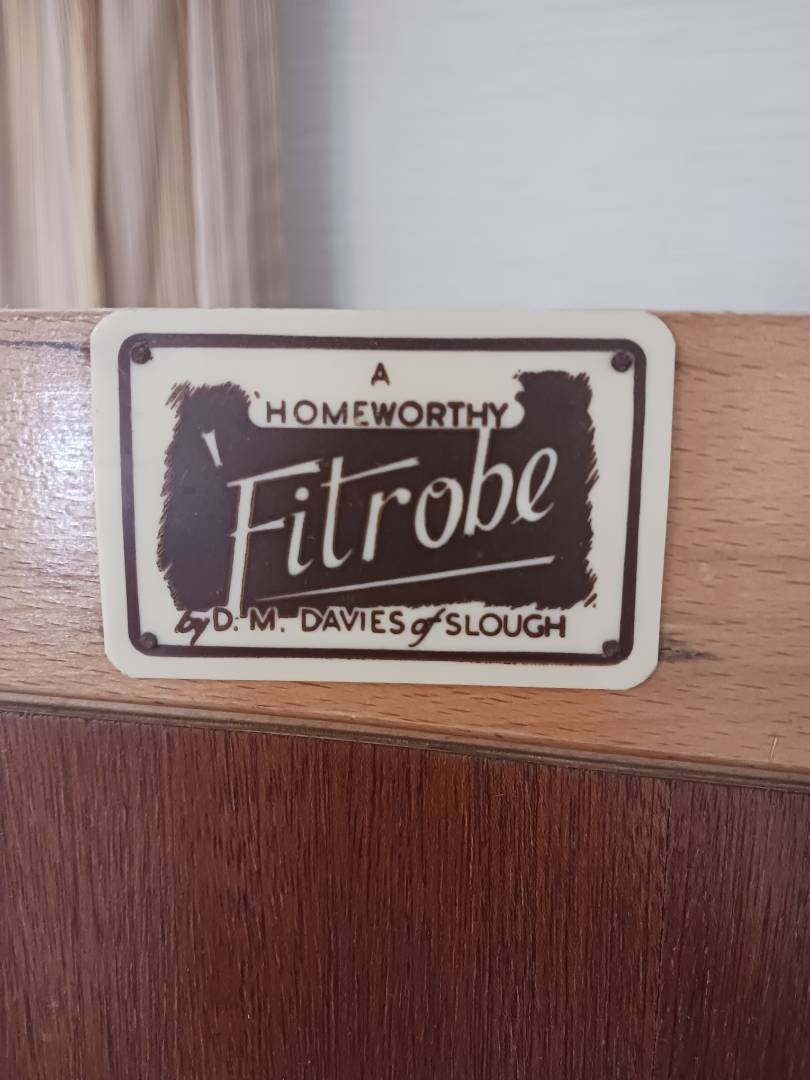 A
'HOMEWORTHY
'Fitrobe
by D. M. DAVIES of SLOUGH